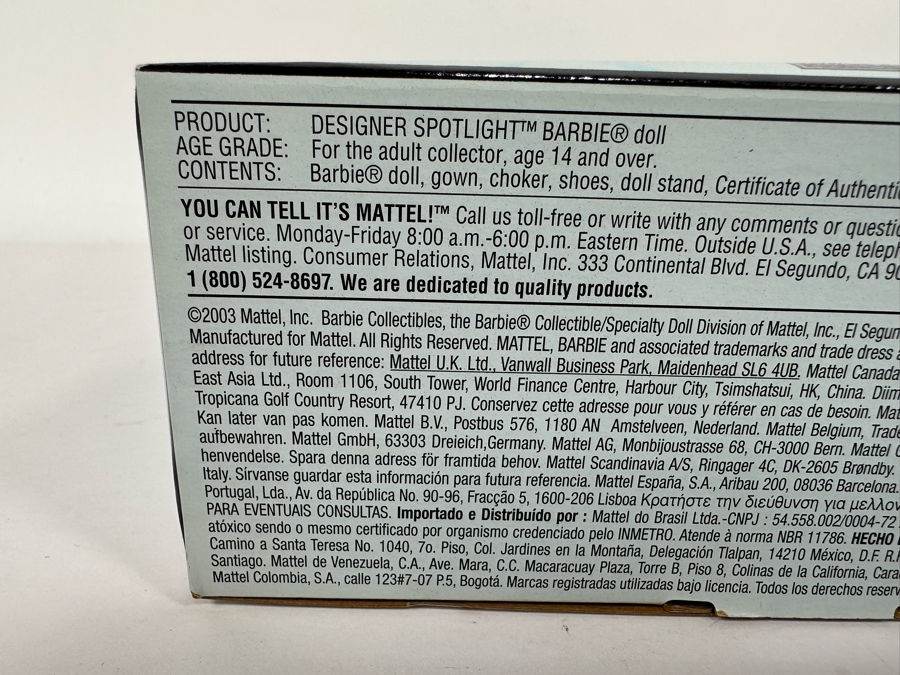 PRODUCT: DESIGNER SPOTLIGHT™ BARBIE® doll
AGE GRADE: For the adult collector, age 14 and over.
CONTENTS: Barbie® doll, gown, choker, shoes, doll stand, Certificate of Authenti
YOU CAN TELL IT'S MATTEL!™ Call us toll-free or write with any comments or questi
or service. Monday-Friday 8:00 a.m.-6:00 p.m. Eastern Time. Outside U.S.A., see teleph
Mattel listing. Consumer Relations, Mattel, Inc. 333 Continental Blvd. El Segundo, CA 90
1 (800) 524-8697. We are dedicated to quality products.
©2003 Mattel, Inc. Barbie Collectibles, the Barbie® Collectible/Specialty Doll Division of Mattel, Inc., El Segun
Manufactured for Mattel. All Rights Reserved. MATTEL, BARBIE and associated trademarks and trade dress a
address for future reference: Mattel U.K. Ltd., Vanwall Business Park, Maidenhead SL6 4UB. Mattel Canada
East Asia Ltd., Room 1106, South Tower, World Finance Centre, Harbour City, Tsimshatsui, HK, China. Diim
Tropicana Golf Country Resort, 47410 PJ. Conservez cette adresse pour vous y référer en cas de besoin. Mat
Kan later van pas komen. Mattel B.V., Postbus 576, 1180 AN Amstelveen, Nederland. Mattel Belgium, Trade
aufbewahren. Mattel GmbH, 63303 Dreieich,Germany. Mattel AG, Monbijoustrasse 68, CH-3000 Bern. Mattel
henvendelse. Spara denna adress för framtida behov. Mattel Scandinavia A/S, Ringager 4C, DK-2605 Brøndby.
Italy. Sírvanse guardar esta información para futura referencia. Mattel España, S.A., Aribau 200, 08036 Barcelona.
Portugal, Lda., Av. da República No. 90-96, Fracção 5, 1600-206 Lisboa Κρατήστε την διεύθυνση για μελλον
PARA EVENTUAIS CONSULTAS. Importado e Distribuído por : Mattel do Brasil Ltda.-CNPJ : 54.558.002/0004-72
atóxico sendo o mesmo certificado por organismo credenciado pelo INMETRO. Atende à norma NBR 11786. HECHO
Camino a Santa Teresa No. 1040, 7o. Piso, Col. Jardines en la Montaña, Delegación Tlalpan, 14210 México, D.F. R.F
Santiago. Mattel de Venezuela, C.A., Ave. Mara, C.C. Macaracuay Plaza, Torre B, Piso 8, Colinas de la California, Cara
Mattel Colombia, S.A., calle 123#7-07 P.5, Bogotá. Marcas registradas utilizadas bajo licencia. Todos los derechos reserv